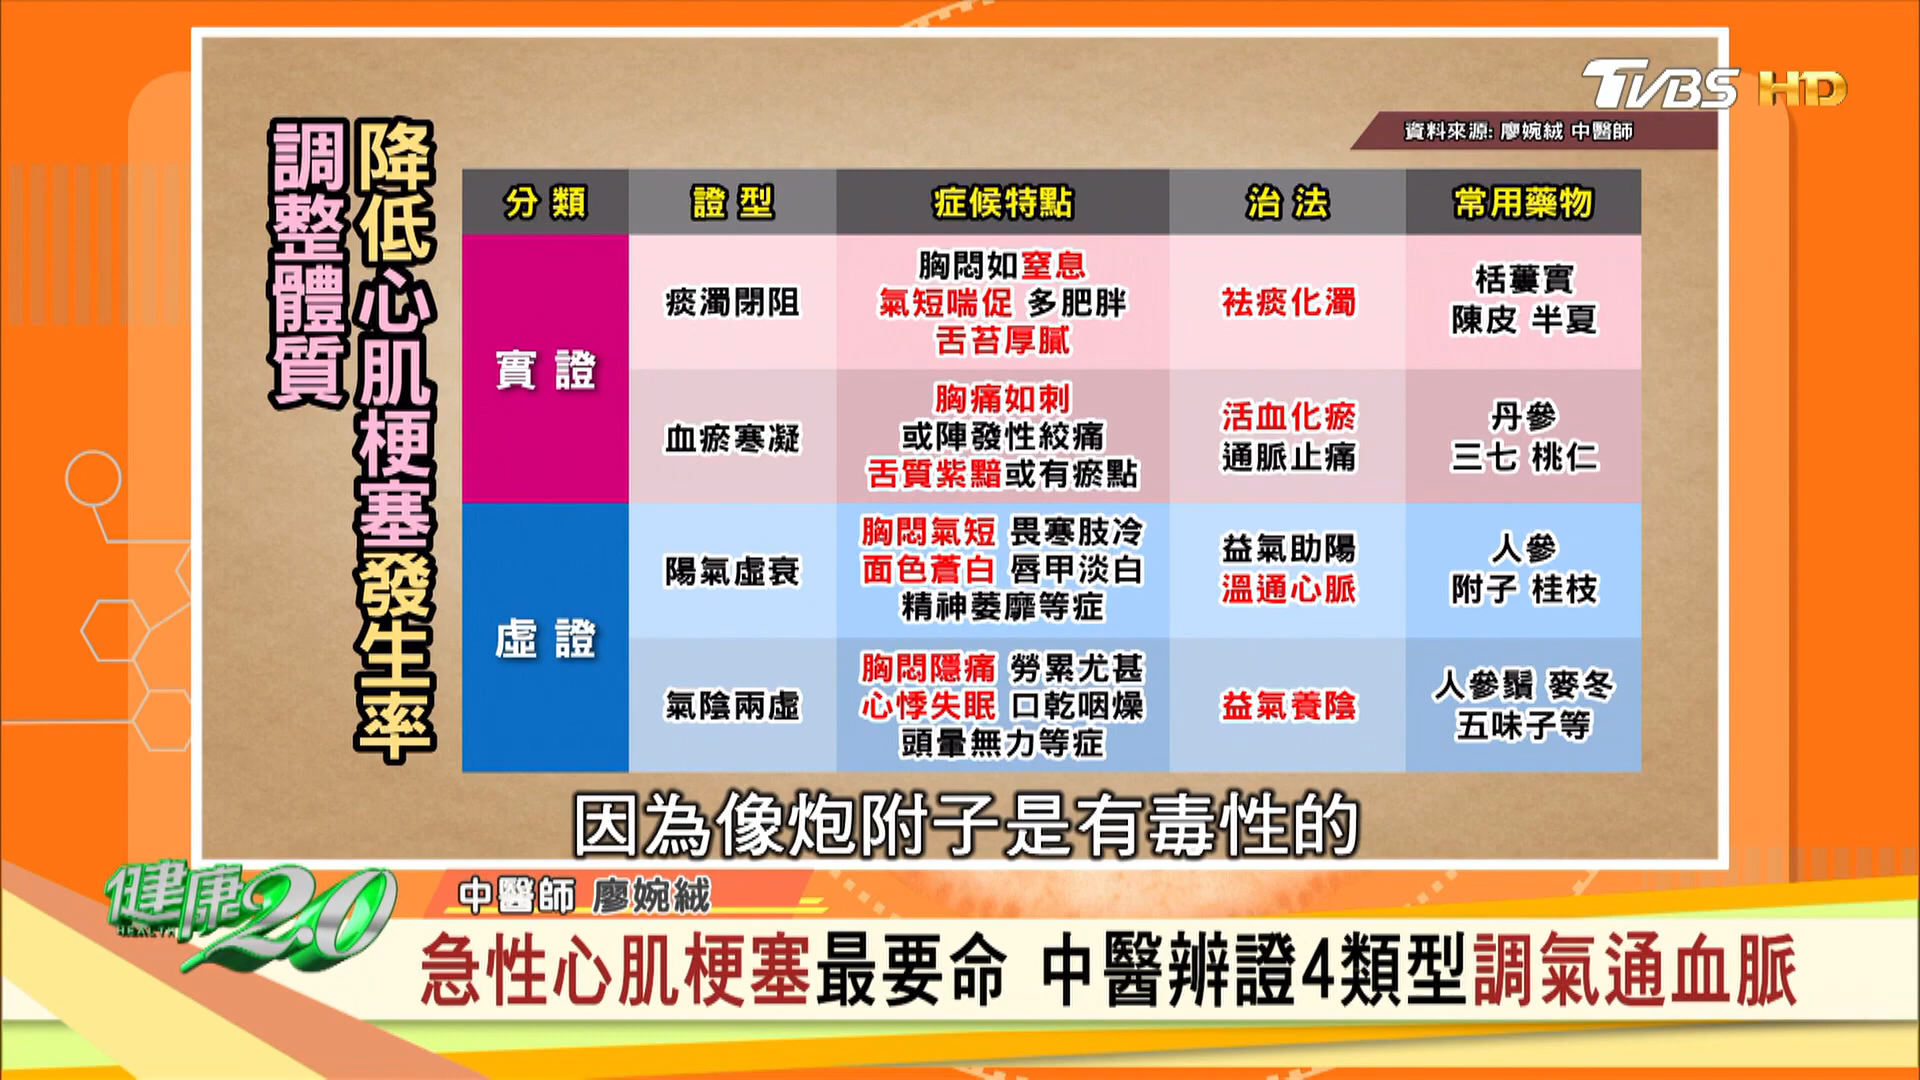 TVBS HD
資料來源: 廖婉絨 中醫師
降低心肌梗塞發生率
調整體質
分類 證型 症候特點 治法 常用藥物
實證
痰濁閉阻
胸悶如窒息
氣短喘促 多肥胖
舌苔厚膩
袪痰化濁
栝蔞實
陳皮 半夏
血瘀寒凝
胸痛如刺
或陣發性絞痛
舌質紫黯或有瘀點
活血化瘀
通脈止痛
丹參
三七 桃仁
虛證
陽氣虛衰
胸悶氣短 畏寒肢冷
面色蒼白 唇甲淡白
精神萎靡等症
益氣助陽
溫通心脈
人參
附子 桂枝
氣陰兩虛
胸悶隱痛 勞累尤甚
心悸失眠 口乾咽燥
頭暈無力等症
益氣養陰
人參鬚 麥冬
五味子等
因為像炮附子是有毒性的
健康2.0
HEALTH
中醫師 廖婉絨
急性心肌梗塞最要命 中醫辨證4類型調氣通血脈